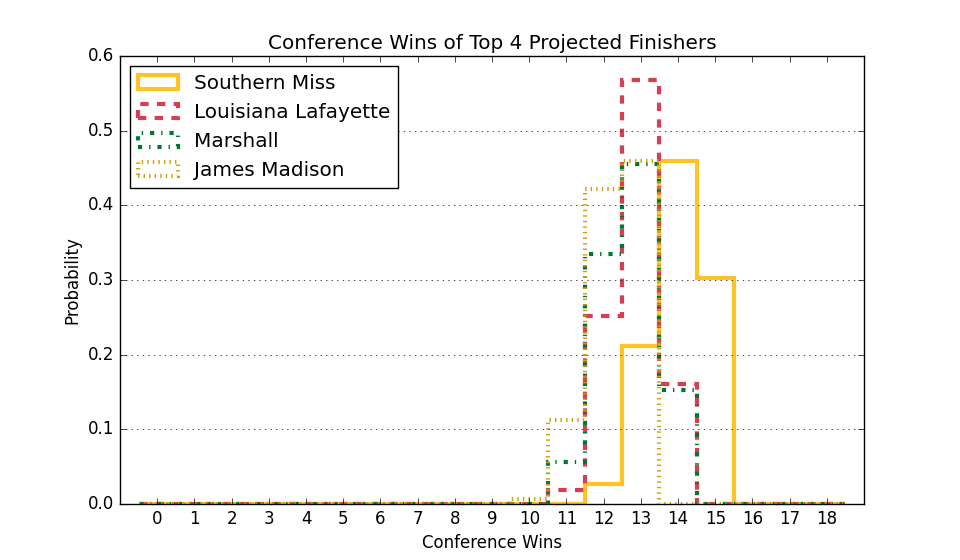 Conference Wins of Top 4 Projected Finishers
0.6
0.5
0.4
0.3
0.2
0.1
0.0
Probability
Southern Miss
Louisiana Lafayette
Marshall
James Madison
0 1 2 3 4 5 6 7 8 9 10 11 12 13 14 15 16 17 18
Conference Wins